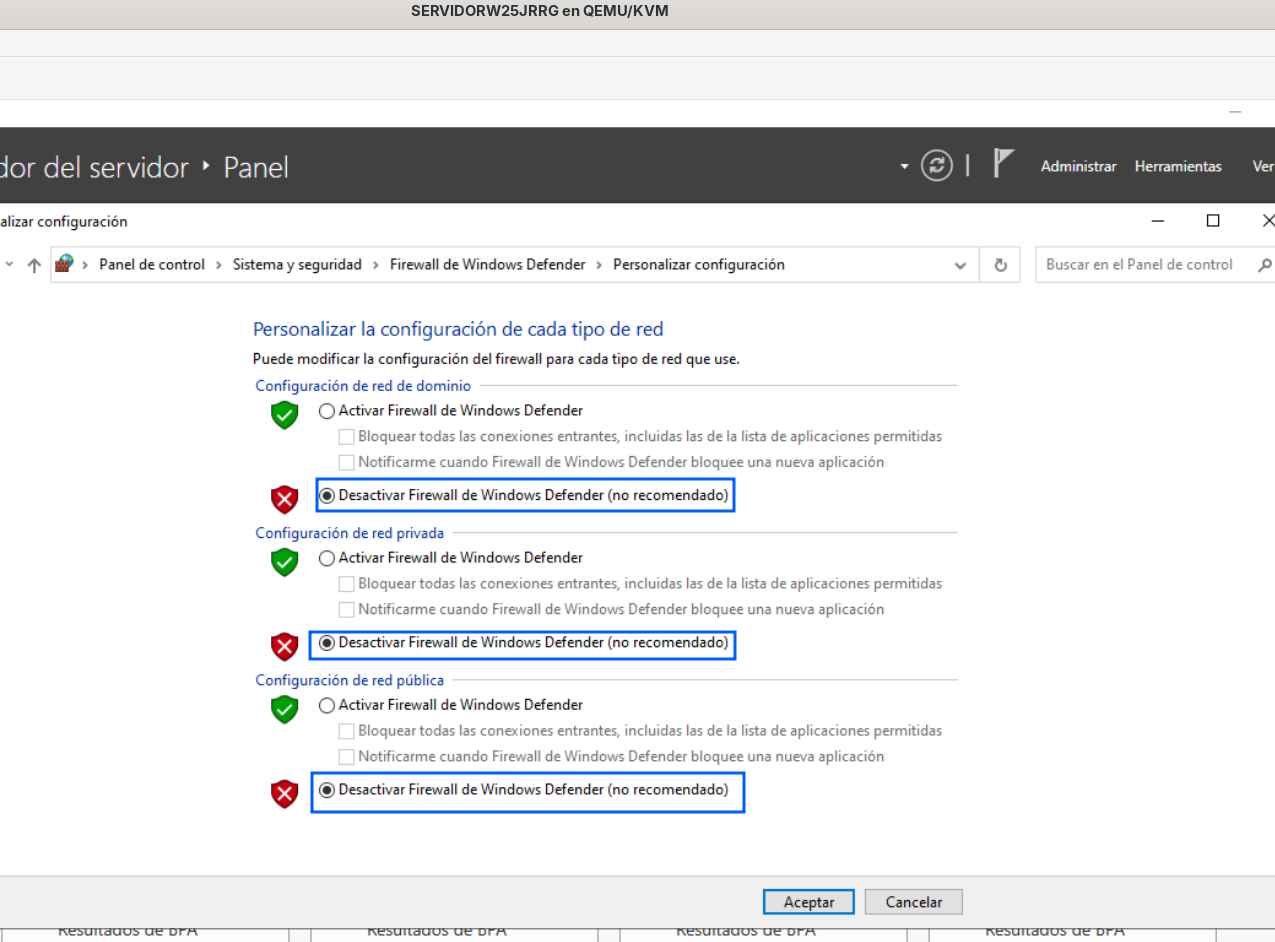 SERVIDORW25JRRG en QEMU/KVM
dor del servidor Panel
Administrar Herramientas Ver
alizar configuración
Panel de control Sistema y seguridad Firewall de Windows Defender Personalizar configuración
Buscar en el Panel de control
Personalizar la configuración de cada tipo de red
Puede modificar la configuración del firewall para cada tipo de red que use.
Configuración de red de dominio
Activar Firewall de Windows Defender
Bloquear todas las conexiones entrantes, incluidas las de la lista de aplicaciones permitidas
Notificarme cuando Firewall de Windows Defender bloquee una nueva aplicación
Desactivar Firewall de Windows Defender (no recomendado)
Configuración de red privada
Activar Firewall de Windows Defender
Bloquear todas las conexiones entrantes, incluidas las de la lista de aplicaciones permitidas
Notificarme cuando Firewall de Windows Defender bloquee una nueva aplicación
Desactivar Firewall de Windows Defender (no recomendado)
Configuración de red pública
Activar Firewall de Windows Defender
Bloquear todas las conexiones entrantes, incluidas las de la lista de aplicaciones permitidas
Notificarme cuando Firewall de Windows Defender bloquee una nueva aplicación
Desactivar Firewall de Windows Defender (no recomendado)
Aceptar Cancelar
Resultados de BPA Resultados de BPA Resultados de BPA Resultados de BPA